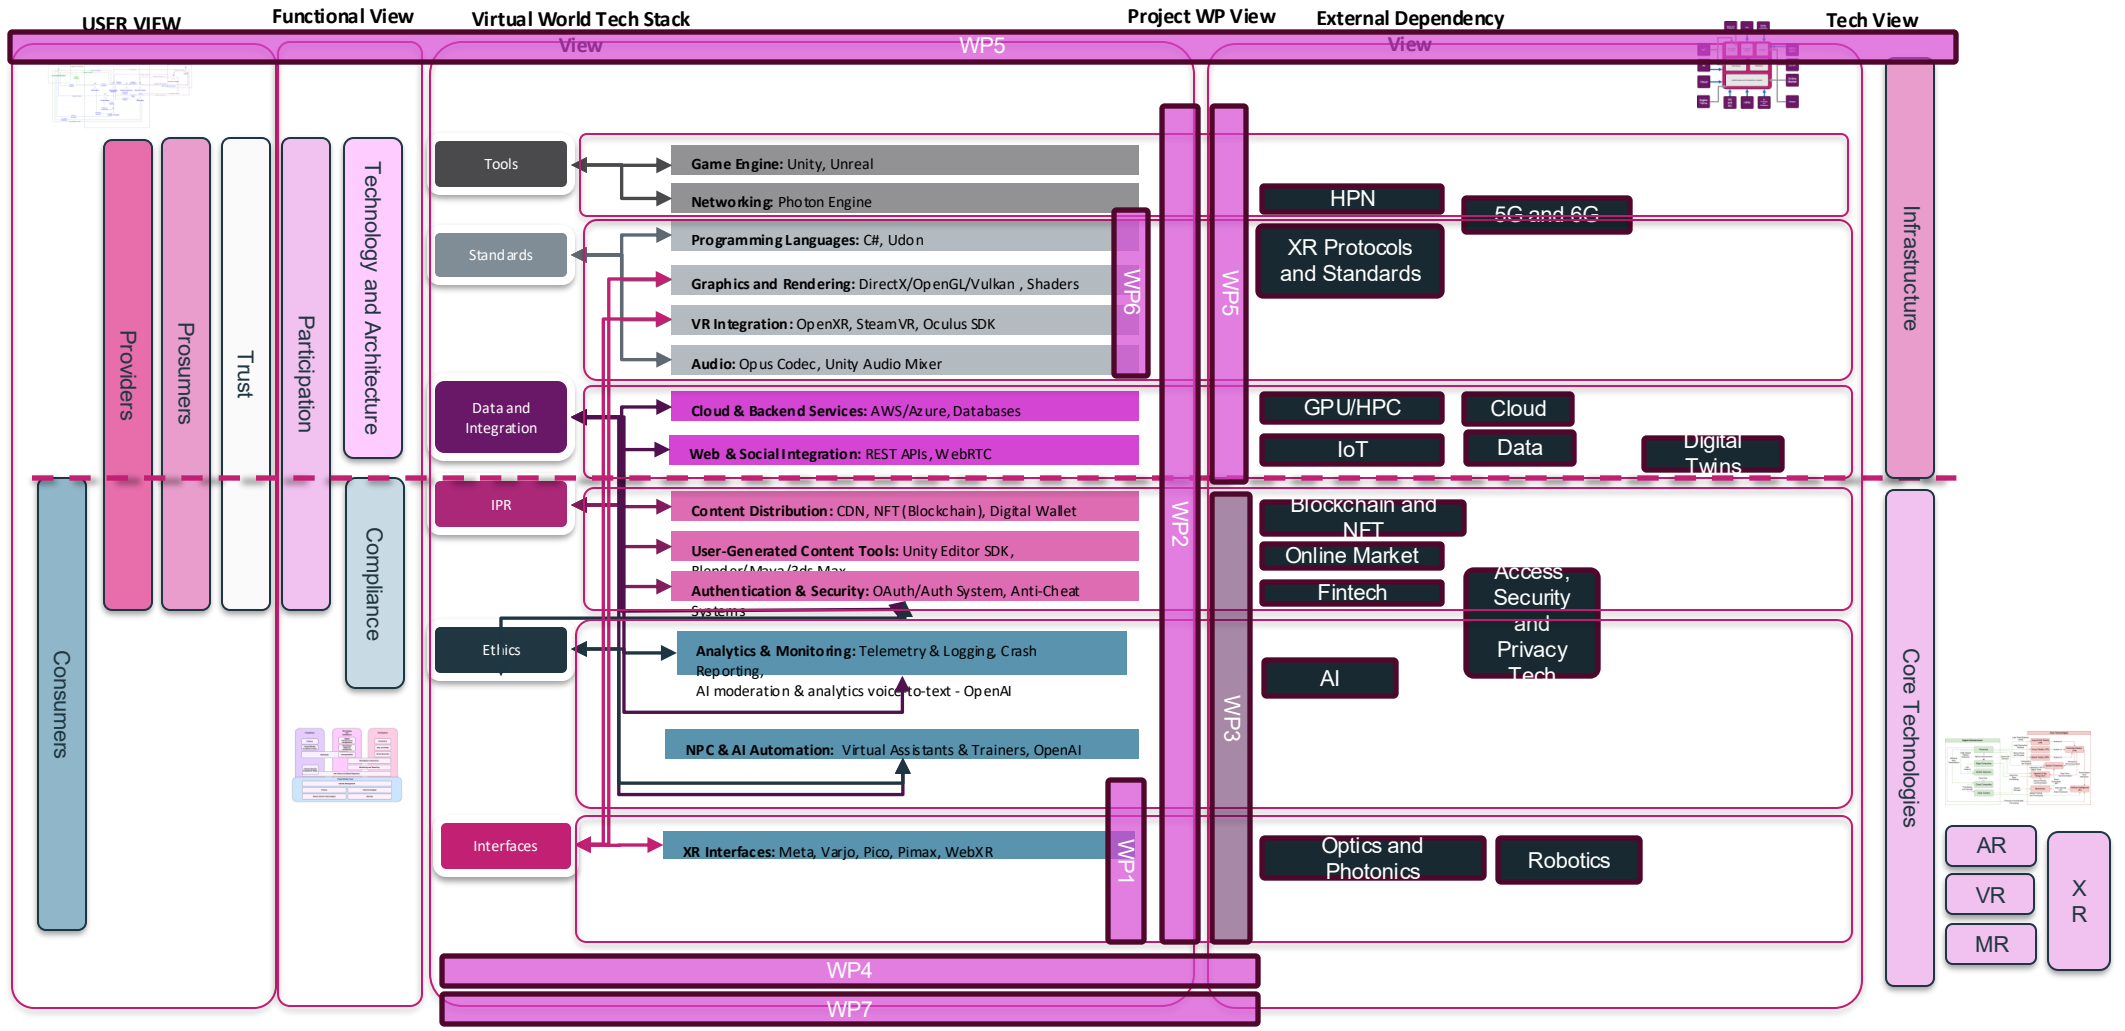 USER VIEW
Functional View
Virtual World Tech Stack
View
Project WP View
External Dependency
View
Tech View
WP5
Providers
Prosumers
Trust
Consumers
Participation
Technology and Architecture
Compliance
Tools
Game Engine: Unity, Unreal
Networking: Photon Engine
Standards
Programming Languages: C#, Udon
Graphics and Rendering: DirectX/OpenGL/Vulkan , Shaders
VR Integration: OpenXR, SteamVR, Oculus SDK
Audio: Opus Codec, Unity Audio Mixer
Data and
Integration
Cloud & Backend Services: AWS/Azure, Databases
Web & Social Integration: REST APIs, WebRTC
IPR
Content Distribution: CDN, NFT (Blockchain), Digital Wallet
User-Generated Content Tools: Unity Editor SDK,
Blender/Maya/3ds Max
Authentication & Security: OAuth/Auth System, Anti-Cheat
Systems
Ethics
Analytics & Monitoring: Telemetry & Logging, Crash
Reporting,
AI moderation & analytics voice-to-text - OpenAI
NPC & AI Automation: Virtual Assistants & Trainers, OpenAI
Interfaces
XR Interfaces: Meta, Varjo, Pico, Pimax, WebXR
WP6
WP1
WP2
WP5
WP3
WP4
WP7
HPN
5G and 6G
XR Protocols
and Standards
GPU/HPC
Cloud
IoT
Data
Digital
Twins
Blockchain and
NFT
Online Market
Fintech
Access,
Security
and
Privacy
Tech
AI
Optics and
Photonics
Robotics
Infrastructure
Core Technologies
AR
VR
MR
X
R